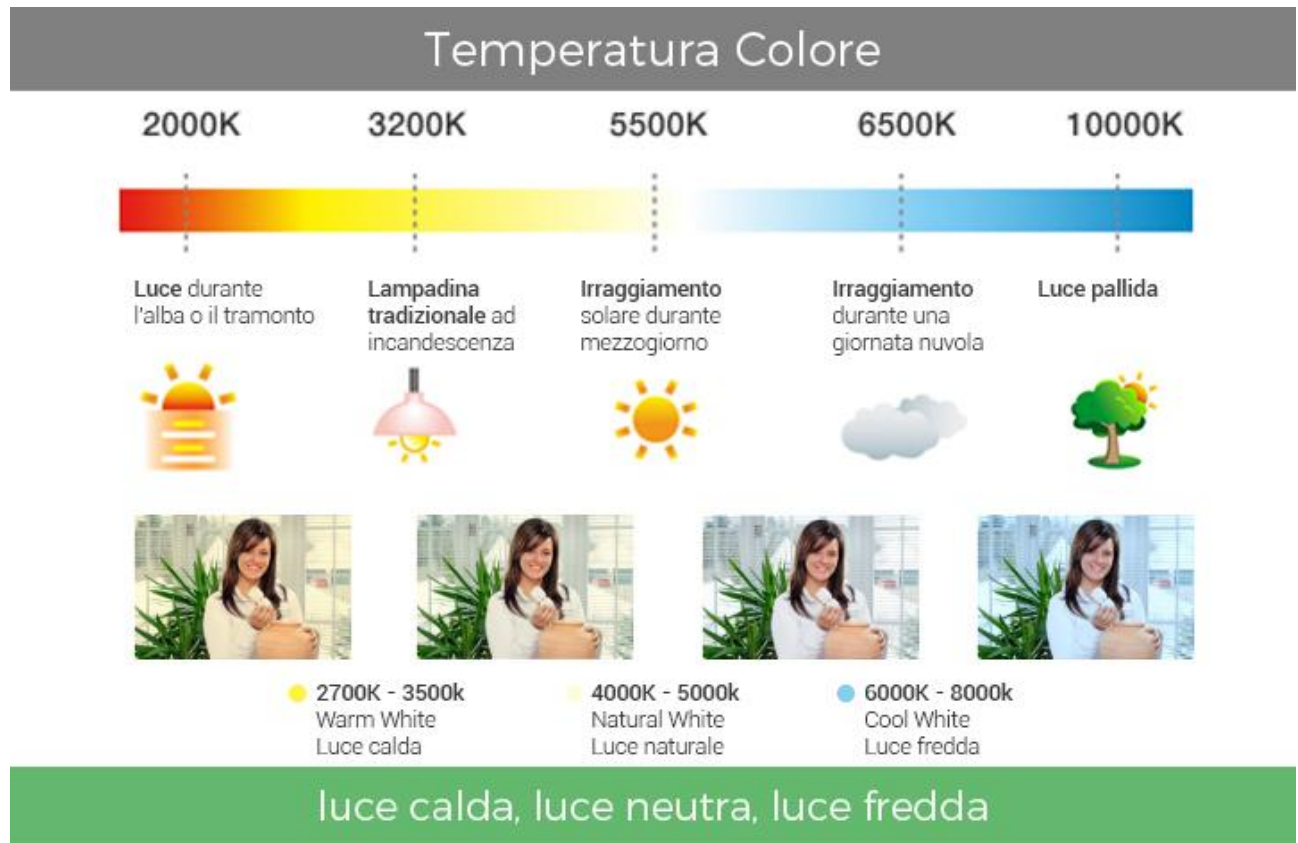 Temperatura Colore
2000K
3200K
5500K
6500K
10000K
Luce durante
l'alba o il tramonto
Lampadina
tradizionale ad
incandescenza
Irraggiamento
solare durante
mezzogiorno
Irraggiamento
durante una
giornata nuvola
Luce pallida
2700K - 3500k
Warm White
Luce calda
4000K - 5000k
Natural White
Luce naturale
6000K - 8000k
Cool White
Luce fredda
luce calda, luce neutra, luce fredda